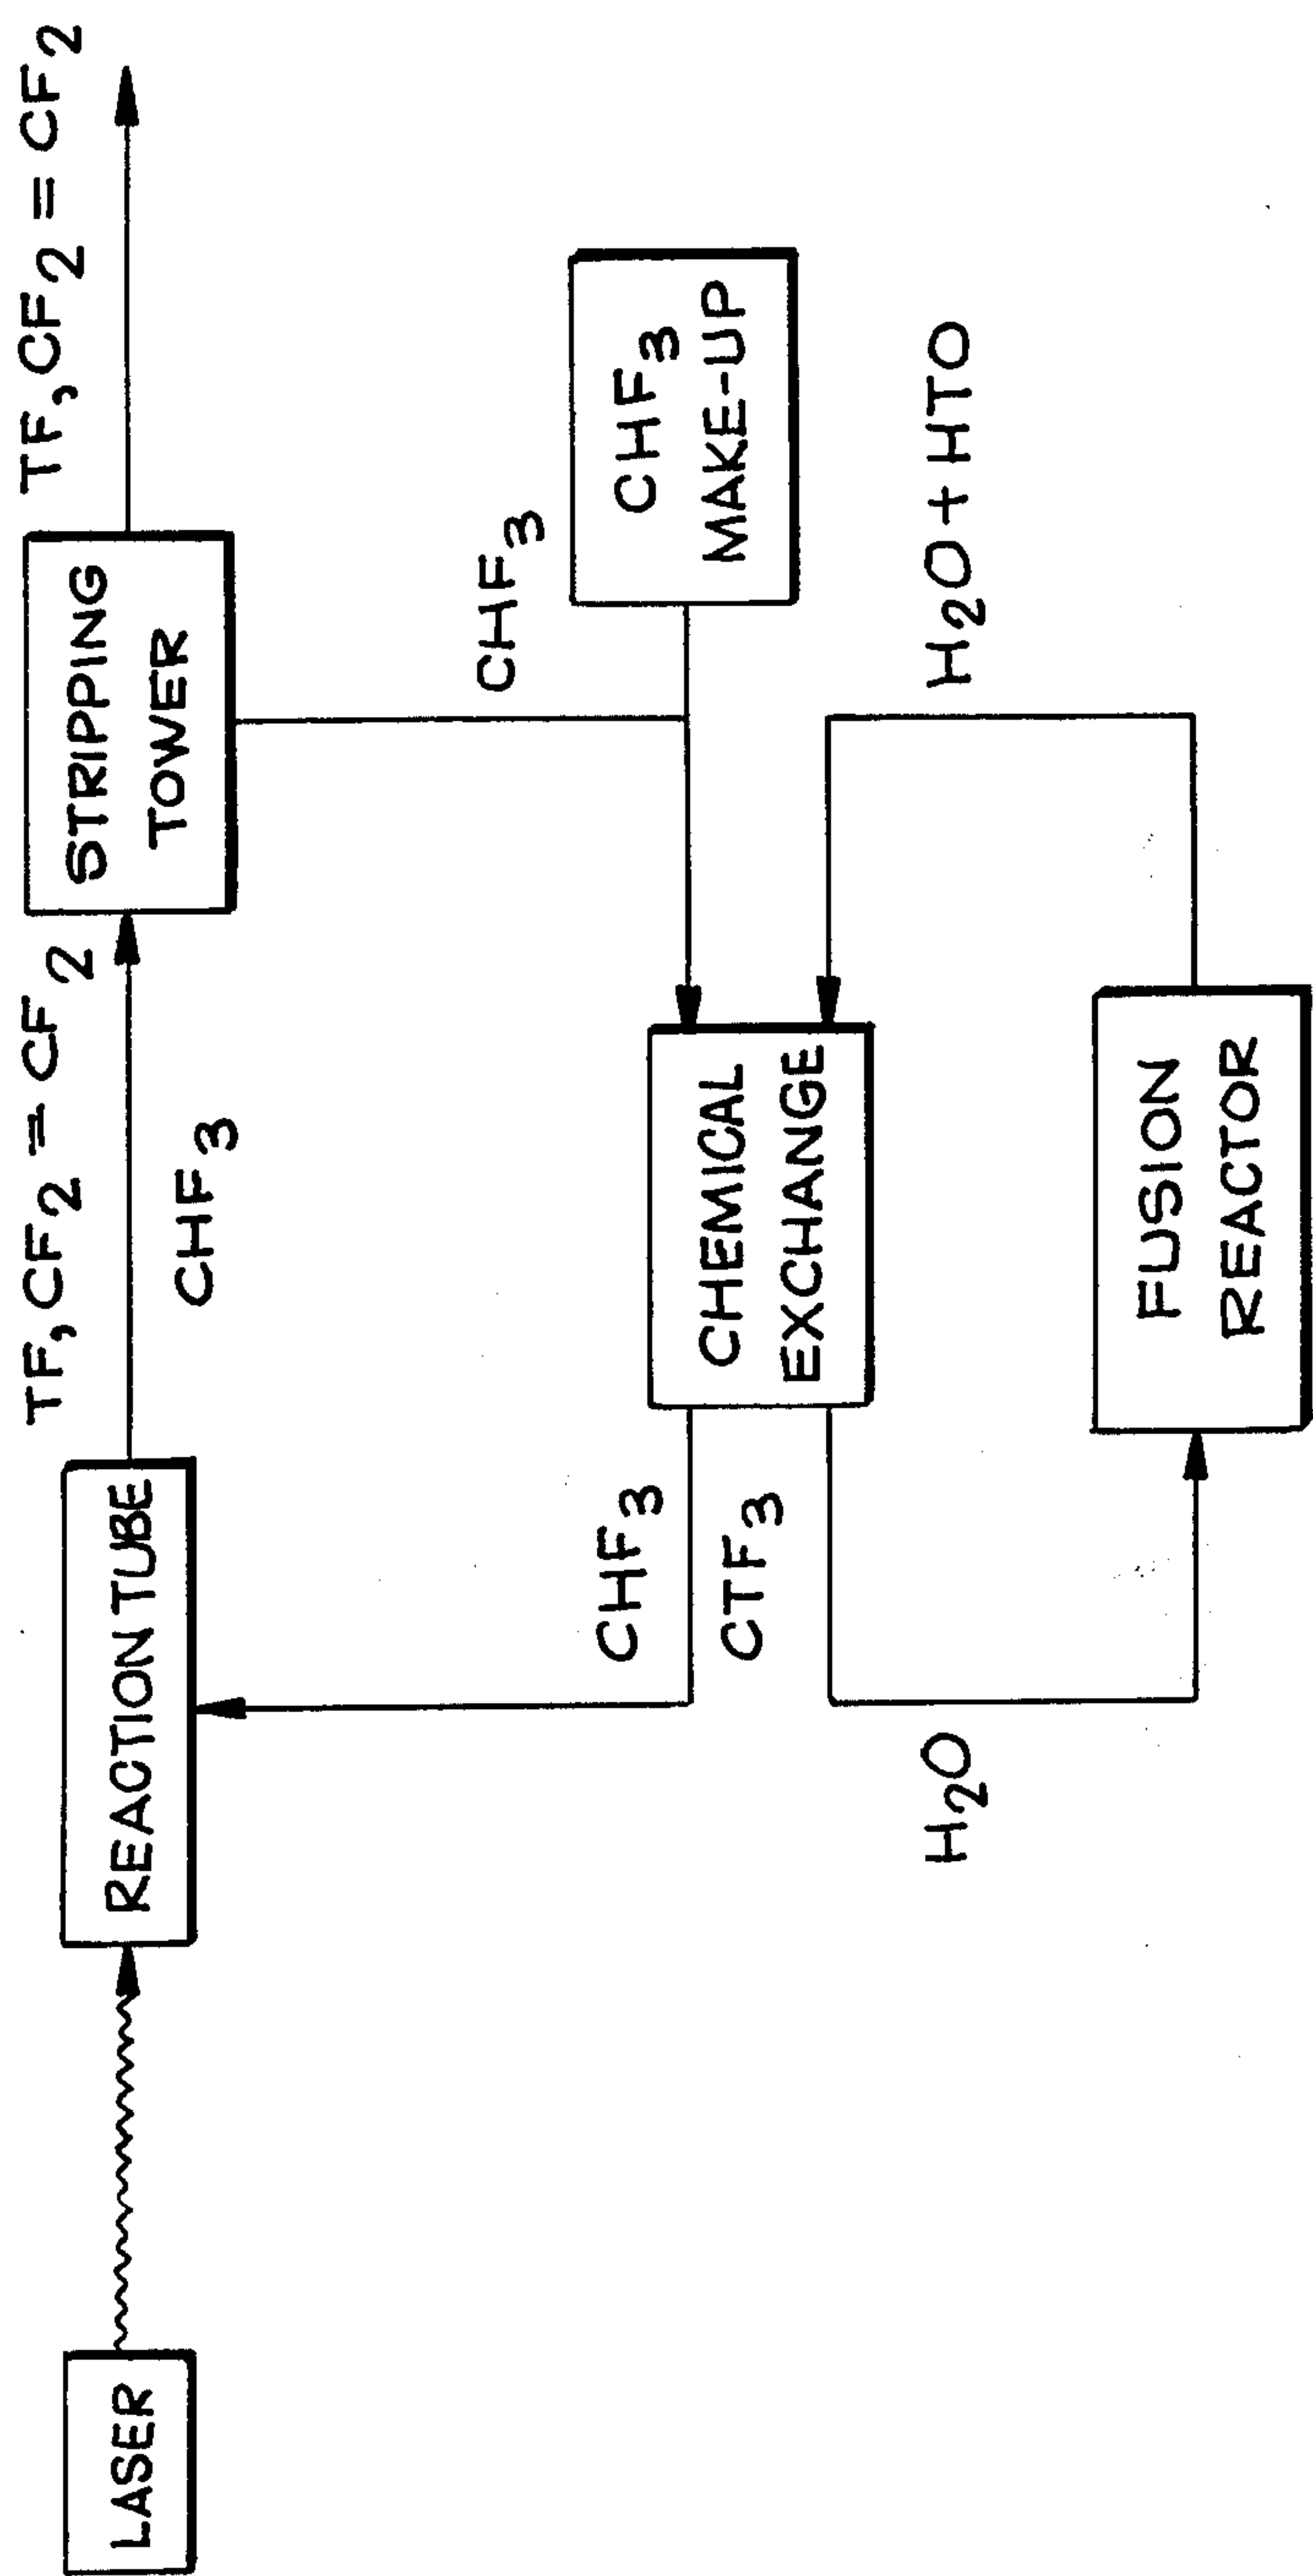 TF, CF2 = CF2
TF, CF2 = CF2
LASER
REACTION TUBE
CHF3
STRIPPING
TOWER
CHF3
CHF3
MAKE-UP
CHF3
CTF3
CHEMICAL
EXCHANGE
H2O
H2O + HTO
FUSION
REACTOR